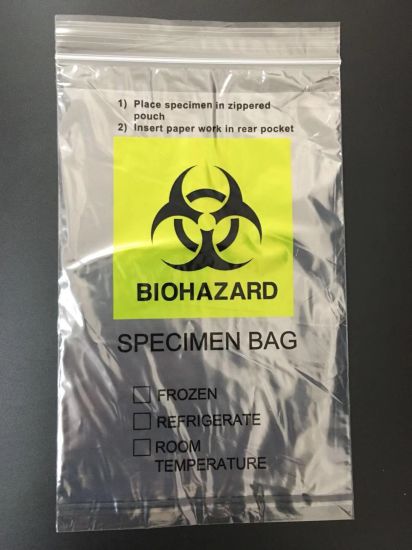 1) Place specimen in zippered
pouch
2) Insert paper work in rear pocket
BIOHAZARD
SPECIMEN BAG
FROZEN
REFRIGERATE
ROOM
TEMPERATURE